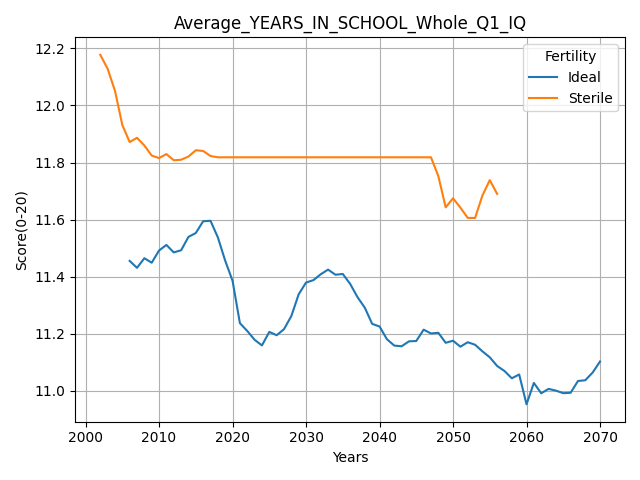 Average_YEARS_IN_SCHOOL_Whole_Q1_IQ
Fertility
Ideal
Sterile
Score(0-20)
12.2
12.0
11.8
11.6
11.4
11.2
11.0
2000 2010 2020 2030 2040 2050 2060 2070
Years